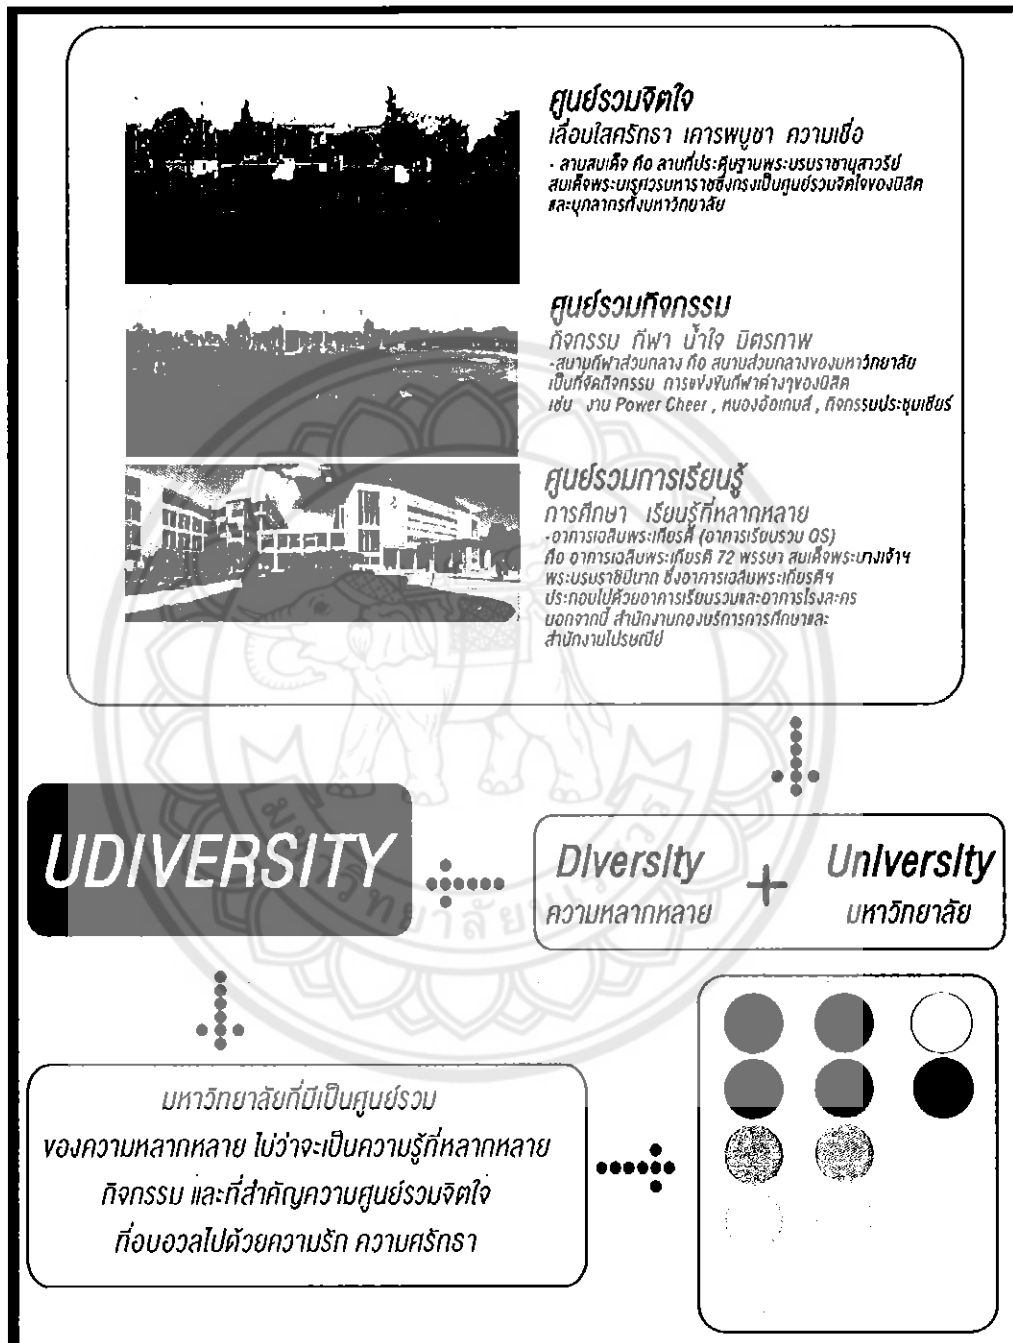 ศูนย์รวมจิตใจ
เลื่อมใสศรัทธา เคารพบูชา ความเชื่อ
- ลานสมเด็จ คือ ลานที่ประดิษฐานพระบรมราชานุสาวรีย์
สมเด็จพระนเรศวรมหาราชซึ่งทรงเป็นศูนย์รวมจิตใจของนิสิต
และบุคลากรทั้งมหาวิทยาลัย
ศูนย์รวมกิจกรรม
กิจกรรม กีฬา น้ำใจ มิตรภาพ
-สนามกีฬาส่วนกลาง คือ สนามส่วนกลางของมหาวิทยาลัย
เป็นที่จัดกิจกรรม การแข่งขันกีฬาต่างๆของนิสิต
เช่น งาน Power Cheer , หนองอ้อเกมส์ , กิจกรรมประชุมเชียร์
ศูนย์รวมการเรียนรู้
การศึกษา เรียนรู้ที่หลากหลาย
-อาคารเฉลิมพระเกียรติ (อาคารเรียนรวม QS)
คือ อาคารเฉลิมพระเกียรติ 72 พรรษา สมเด็จพระนางเจ้าฯ
พระบรมราชินีนาถ ซึ่งอาคารเฉลิมพระเกียรติฯ
ประกอบไปด้วยอาคารเรียนรวมและอาคารโรงละคร
นอกจากนี้ สำนักงานกองบริการการศึกษาและ
สำนักงานไปรษณีย์
UDIVERSITY
Diversity + University
ความหลากหลาย มหาวิทยาลัย
มหาวิทยาลัยนเรศวร
มหาวิทยาลัยที่มีเป็นศูนย์รวม
ของความหลากหลาย ไม่ว่าจะเป็นความรู้ที่หลากหลาย
กิจกรรม และที่สำคัญความศูนย์รวมจิตใจ
ที่อบอวลไปด้วยความรัก ความศรัทธา